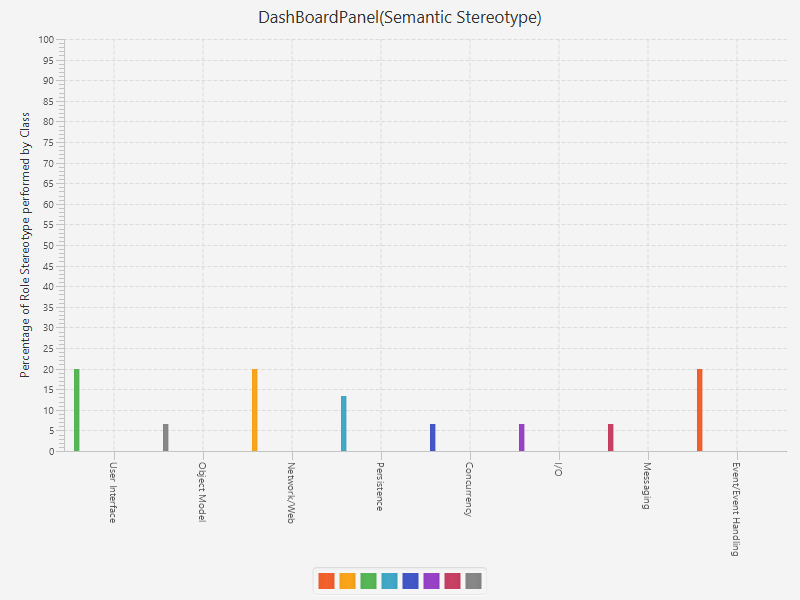 DashBoardPanel(Semantic Stereotype)
Percentage of Role Stereotype performed by Class
100
95
90
85
80
75
70
65
60
55
50
45
40
35
30
25
20
15
10
5
0
User Interface
Object Model
Network/Web
Persistence
Concurrency
I/O
Messaging
Event/Event Handling